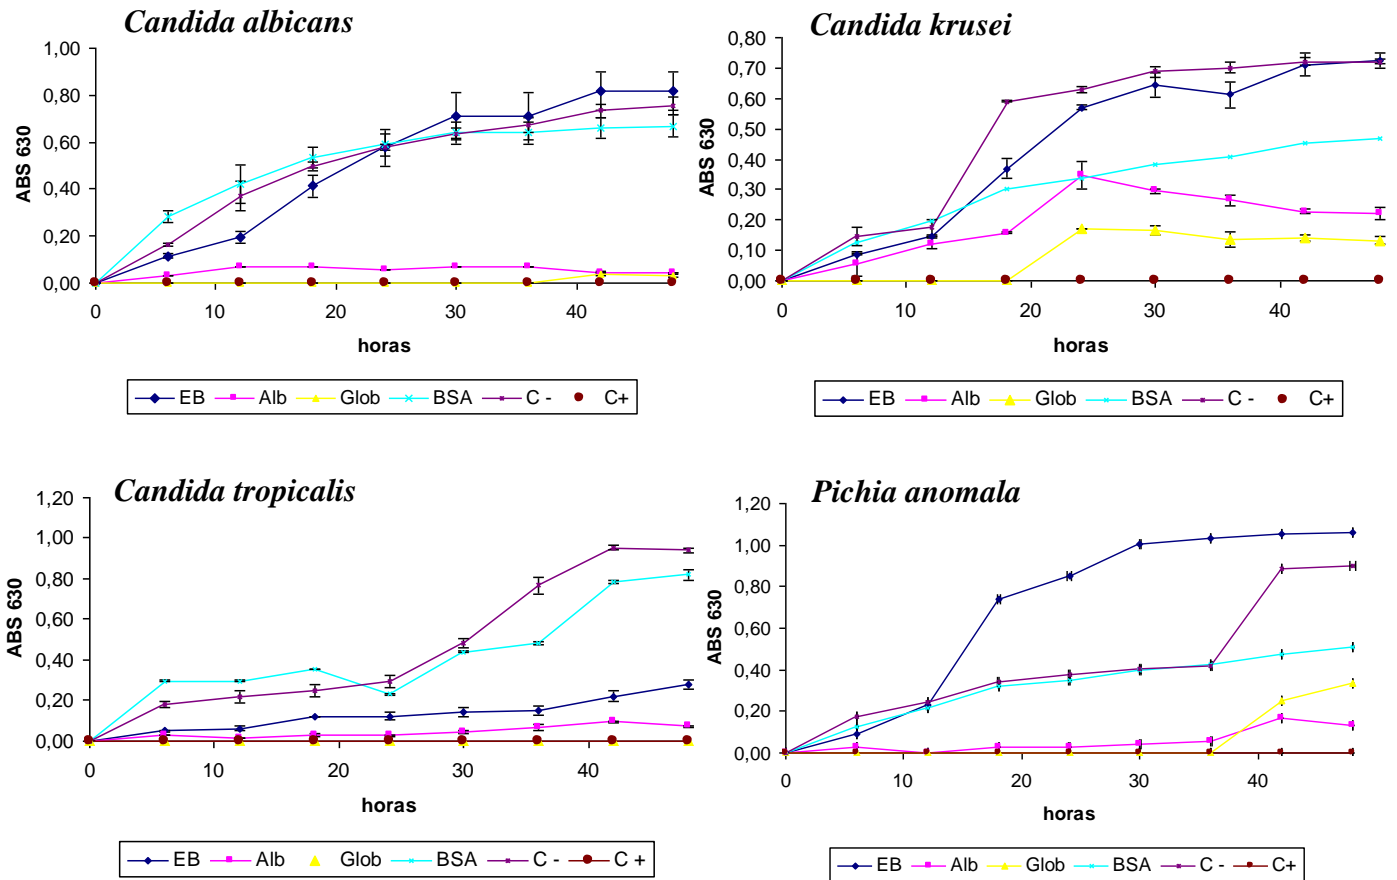 Candida albicans
1,00
0,80
0,60
0,40
0,20
0,00
ABS 630
0 10 20 30 40
horas
EB Alb Glob BSA C - C+
Candida krusei
0,80
0,70
0,60
0,50
0,40
0,30
0,20
0,10
0,00
ABS 630
0 10 20 30 40
horas
EB Alb Glob BSA C - C+
Candida tropicalis
1,20
1,00
0,80
0,60
0,40
0,20
0,00
ABS 630
0 10 20 30 40
horas
EB Alb Glob BSA C - C +
Pichia anomala
1,20
1,00
0,80
0,60
0,40
0,20
0,00
ABS 630
0 10 20 30 40
horas
EB Alb Glob BSA C - C+